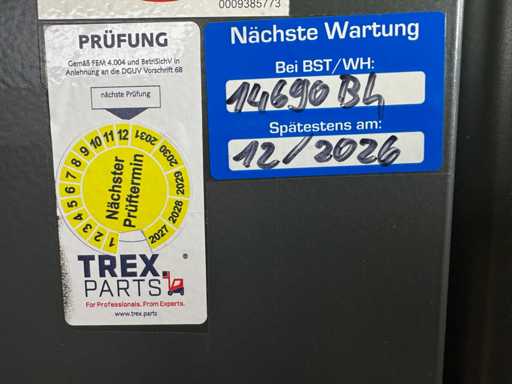 0009385773
PRÜFUNG
Gemäß FEM 4.004 und BetrSichV in
Anlehnung an die DGUV Vorschrift 68
nächste Prüfung
1 2 3 4 5 6 7 8 9 10 11 12
2031 2030 2029 2028 2027
Nächster
Prüftermin
TREX.
PARTS
®
For Professionals. From Experts.
www.trex.parts
Nächste Wartung
Bei BST/WH:
14690 Bh
Spätestens am:
12/2026